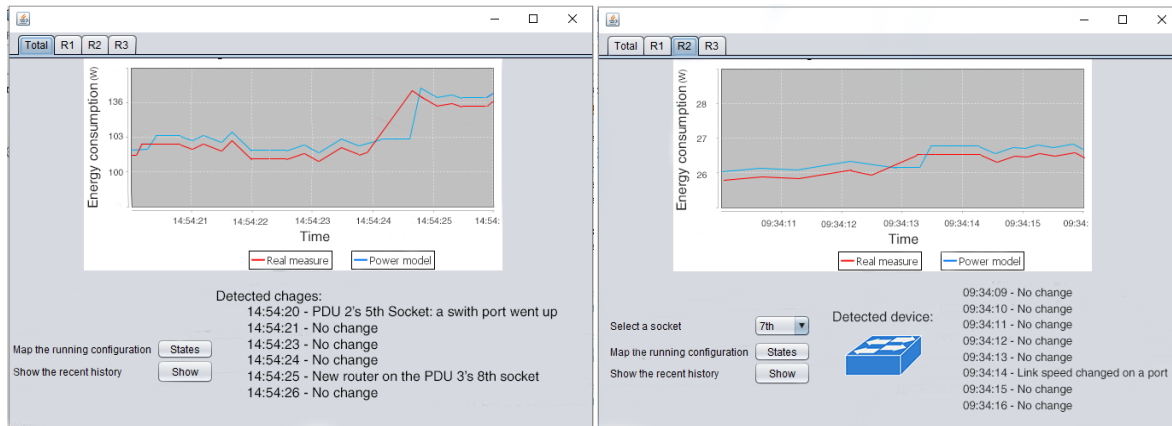 Total R1 R2 R3
Energy consumption (W)
136
103
100
14:54:21 14:54:22 14:54:23 14:54:24 14:54:25 14:54:
Time
Real measure Power model
Detected chages:
14:54:20 - PDU 2's 5th Socket: a swith port went up
14:54:21 - No change
14:54:23 - No change
14:54:24 - No change
14:54:25 - New router on the PDU 3's 8th socket
14:54:26 - No change
Map the running configuration States
Show the recent history Show
Total R1 R2 R3
Energy consumption (W)
28
27
26
09:34:11 09:34:12 09:34:13 09:34:14 09:34:15 09:34:
Time
Real measure Power model
Select a socket 7th
Map the running configuration States
Show the recent history Show
Detected device:
09:34:09 - No change
09:34:10 - No change
09:34:11 - No change
09:34:12 - No change
09:34:13 - No change
09:34:14 - Link speed changed on a port
09:34:15 - No change
09:34:16 - No change